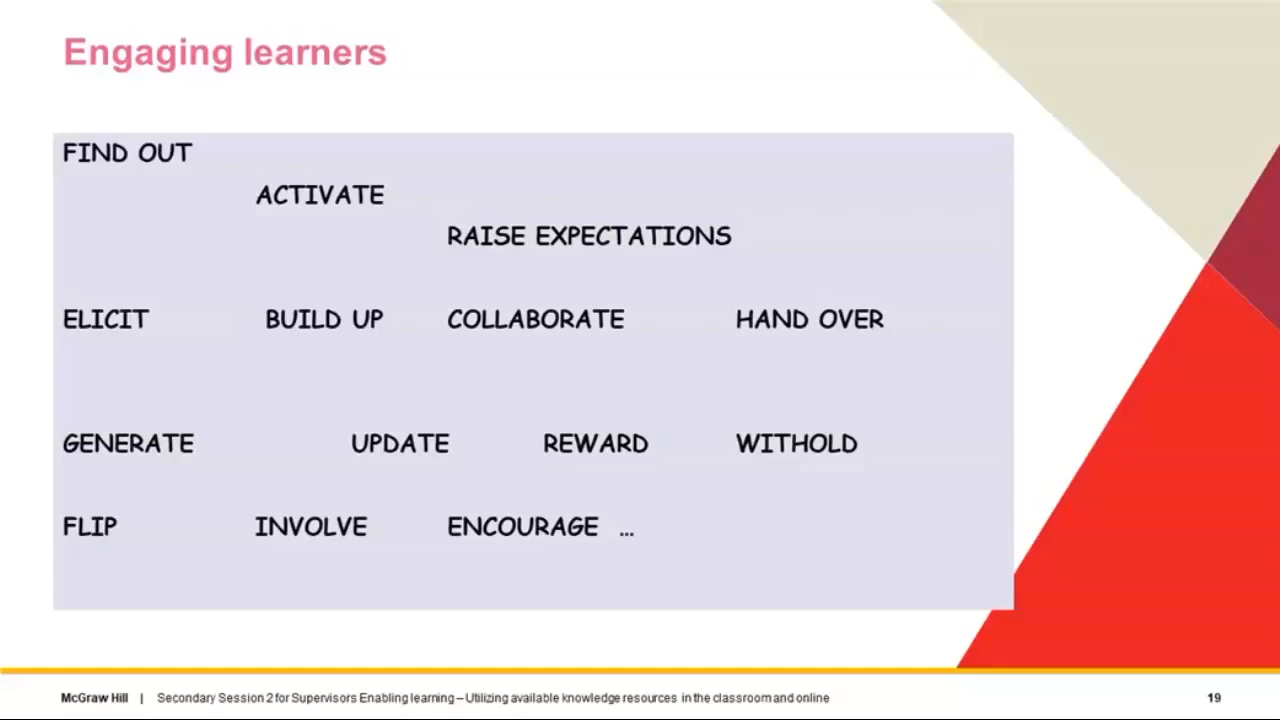 Engaging learners
FIND OUT
ACTIVATE
RAISE EXPECTATIONS
ELICIT BUILD UP COLLABORATE HAND OVER
GENERATE UPDATE REWARD WITHOLD
FLIP INVOLVE ENCOURAGE ...
McGraw Hill | Secondary Session 2 for Supervisors Enabling learning – Utilizing available knowledge resources in the classroom and online 19